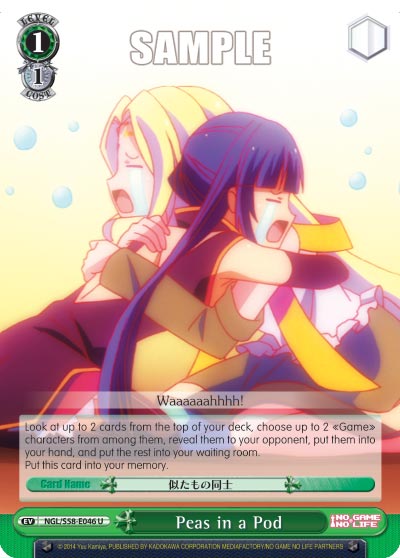 LEVEL
1
1
COST
SAMPLE
Waaaaaahhhh!
Look at up to 2 cards from the top of your deck, choose up to 2 «Game»
characters from among them, reveal them to your opponent, put them into
your hand, and put the rest into your waiting room.
Put this card into your memory.
Card Name 似たもの同士
EV NGL/S58-E046 U
Peas in a Pod
NO GAME
NO LIFE
© 2014 Yuu Kamiya, PUBLISHED BY KADOKAWA CORPORATION MEDIAFACTORY/NO GAME NO LIFE PARTNERS